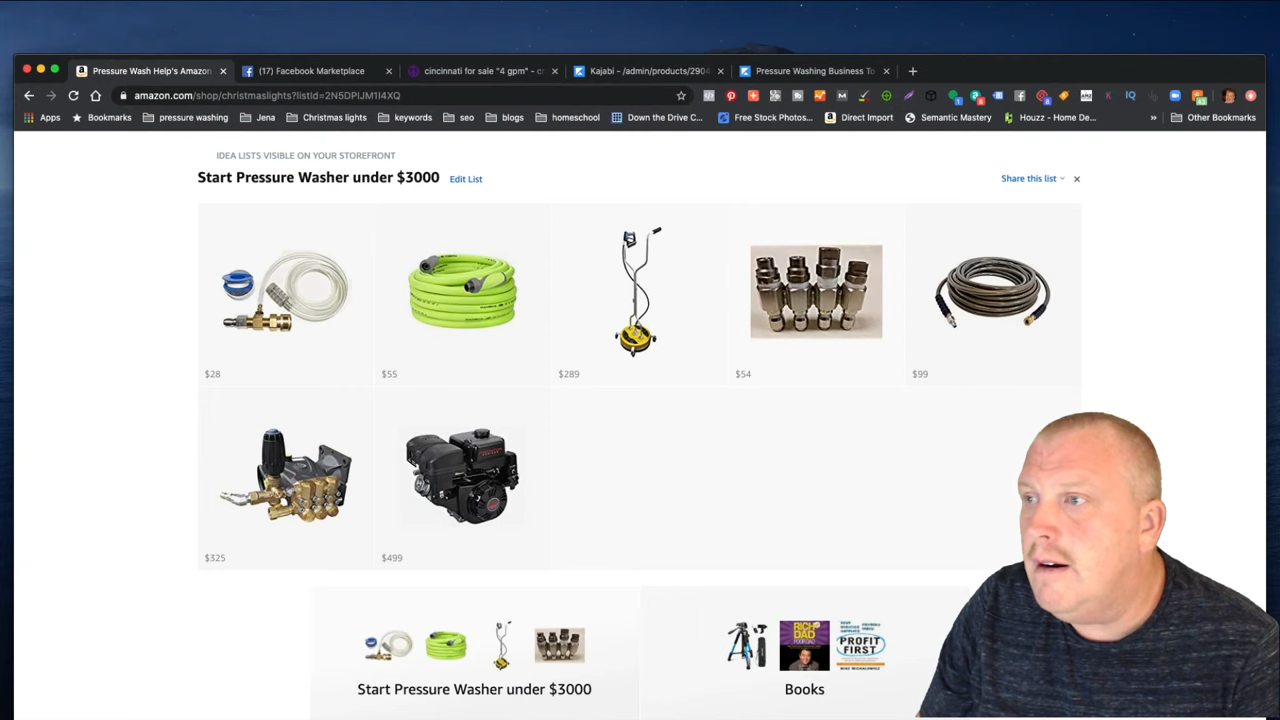 Pressure Wash Help's Amazon
(17) Facebook Marketplace
cincinnati for sale "4 gpm" - cr
Kajabi - /admin/products/2904
Pressure Washing Business To
amazon.com/shop/christmaslights?listId=2N5DPIJM1I4XQ
Apps
Bookmarks
pressure washing
Jena
Christmas lights
keywords
seo
blogs
homeschool
Down the Drive C...
Free Stock Photos...
Direct Import
Semantic Mastery
Houzz - Home De...
»
Other Bookmarks
IDEA LISTS VISIBLE ON YOUR STOREFRONT
Start Pressure Washer under $3000
Edit List
Share this list
$28
$55
$289
$54
$99
$325
$499
RICH
DAD
POOR DAD
PROFIT
FIRST
Start Pressure Washer under $3000
Books